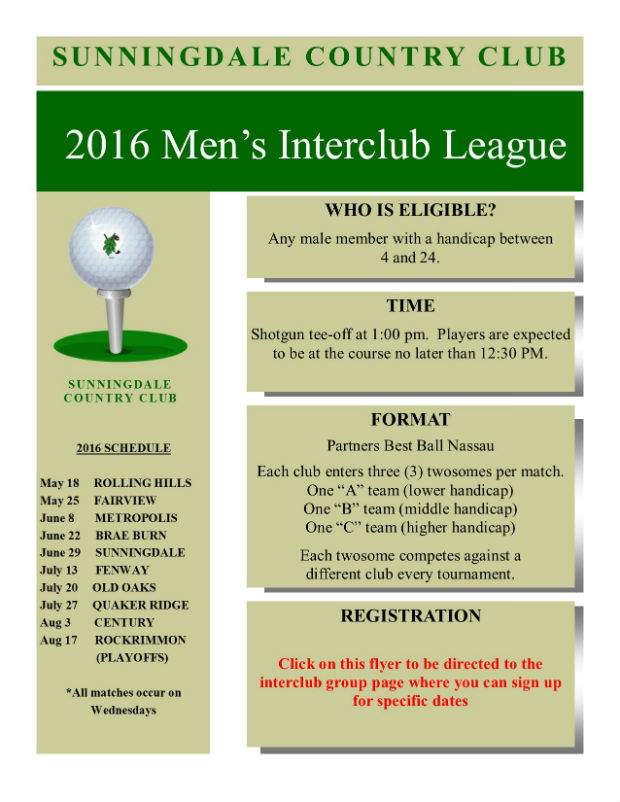 SUNNINGDALE COUNTRY CLUB
2016 Men's Interclub League
SUNNINGDALE
COUNTRY CLUB
2016 SCHEDULE
May 18 ROLLING HILLS
May 25 FAIRVIEW
June 8 METROPOLIS
June 22 BRAE BURN
June 29 SUNNINGDALE
July 13 FENWAY
July 20 OLD OAKS
July 27 QUAKER RIDGE
Aug 3 CENTURY
Aug 17 ROCKRIMMON
(PLAYOFFS)
*All matches occur on
Wednesdays
WHO IS ELIGIBLE?
Any male member with a handicap between
4 and 24.
TIME
Shotgun tee-off at 1:00 pm. Players are expected
to be at the course no later than 12:30 PM.
FORMAT
Partners Best Ball Nassau
Each club enters three (3) twosomes per match.
One “A” team (lower handicap)
One “B” team (middle handicap)
One “C” team (higher handicap)
Each twosome competes against a
different club every tournament.
REGISTRATION
Click on this flyer to be directed to the
interclub group page where you can sign up
for specific dates